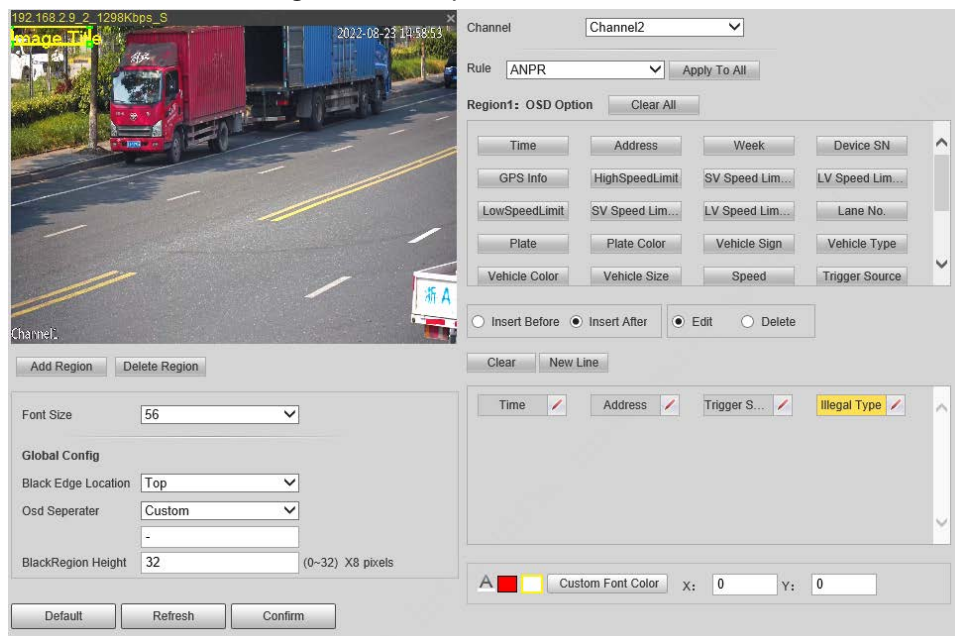 192.168.2.9_2_1298Kbps_S
2022-08-23 14:58:53
浙A
Channel2
Add Region
Delete Region
Font Size
56
Global Config
Black Edge Location
Top
Osd Seperater
Custom
-
BlackRegion Height
32
(0~32) X8 pixels
Default
Refresh
Confirm
Channel
Channel2
Rule
ANPR
Apply To All
Region1: OSD Option
Clear All
Time
Address
Week
Device SN
GPS Info
HighSpeedLimit
SV Speed Lim...
LV Speed Lim...
LowSpeedLimit
SV Speed Lim...
LV Speed Lim...
Lane No.
Plate
Plate Color
Vehicle Sign
Vehicle Type
Vehicle Color
Vehicle Size
Speed
Trigger Source
Insert Before
Insert After
Edit
Delete
Clear
New Line
Time
Address
Trigger S...
Illegal Type
A
Custom Font Color
X:
0
Y:
0